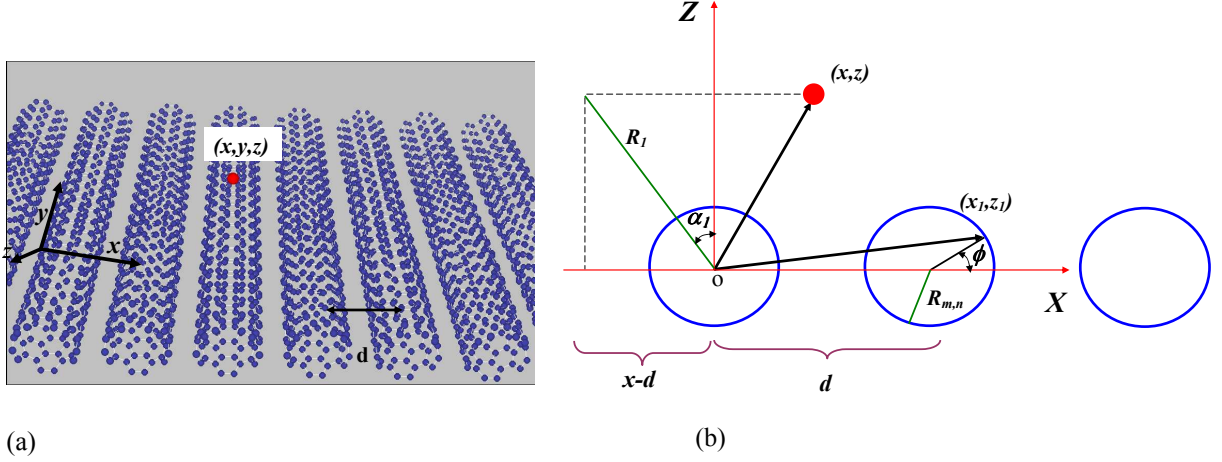 (x,y,z)
y
z
x
d
(a)
Z
(x,z)
R1
α1
(x1,z1)
o
ϕ
Rm,n
X
x-d
d
(b)